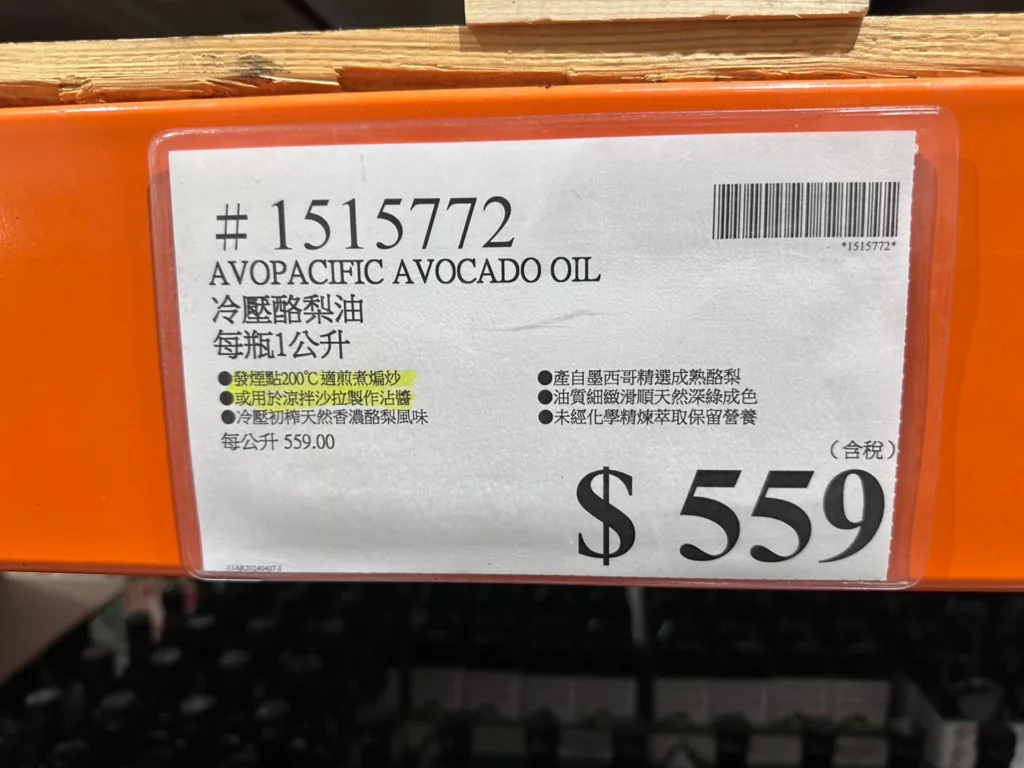 # 1515772
*1515772*
AVOPACIFIC AVOCADO OIL
冷壓酪梨油
每瓶1公升
●發煙點200℃適煎煮煸炒
●或用於涼拌沙拉製作沾醬
●冷壓初榨天然香濃酪梨風味
●產自墨西哥精選成熟酪梨
●油質細緻滑順天然深綠成色
●未經化學精煉萃取保留營養
每公升 559.00
（含稅）
$ 559
13AR20240407-1